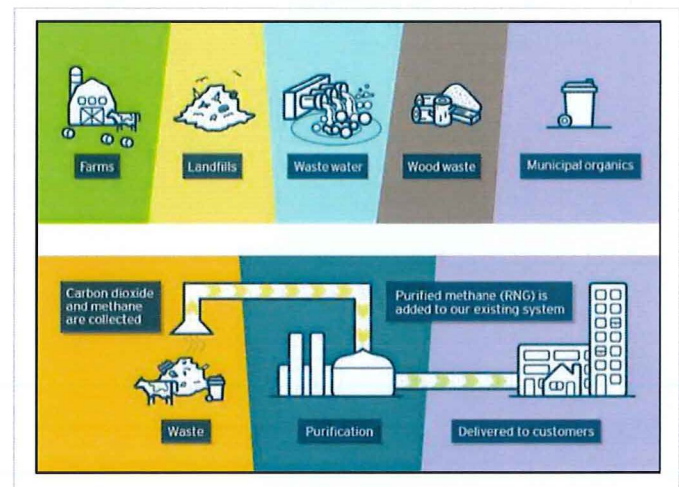 Farms
Landfills
Waste water
Wood waste
Municipal organics
Carbon dioxide
and methane
are collected
Purified methane (RNG) is
added to our existing system
Waste
Purification
Delivered to customers